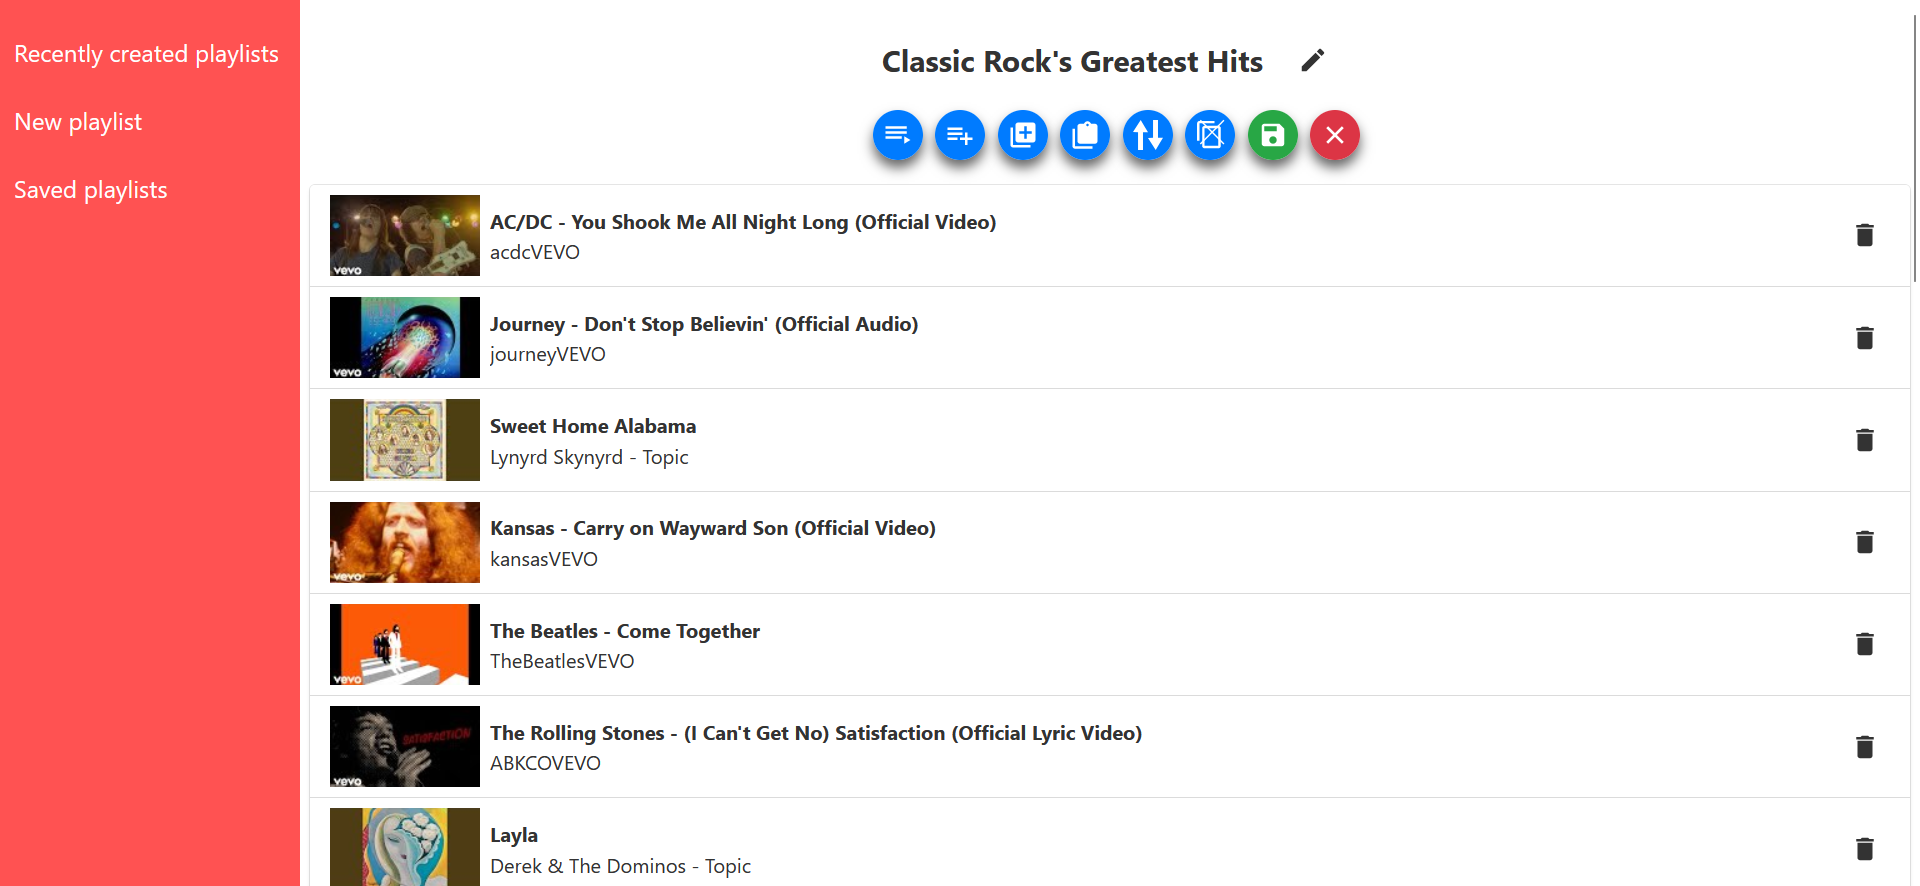 Recently created playlists
New playlist
Saved playlists
Classic Rock's Greatest Hits
AC/DC - You Shook Me All Night Long (Official Video)
acdcVEVO
vevo
Journey - Don't Stop Believin' (Official Audio)
journeyVEVO
vevo
Sweet Home Alabama
Lynyrd Skynyrd - Topic
Kansas - Carry on Wayward Son (Official Video)
kansasVEVO
vevo
The Beatles - Come Together
TheBeatlesVEVO
vevo
The Rolling Stones - (I Can't Get No) Satisfaction (Official Lyric Video)
ABKCOVEVO
SATISFACTION
vevo
Layla
Derek & The Dominos - Topic